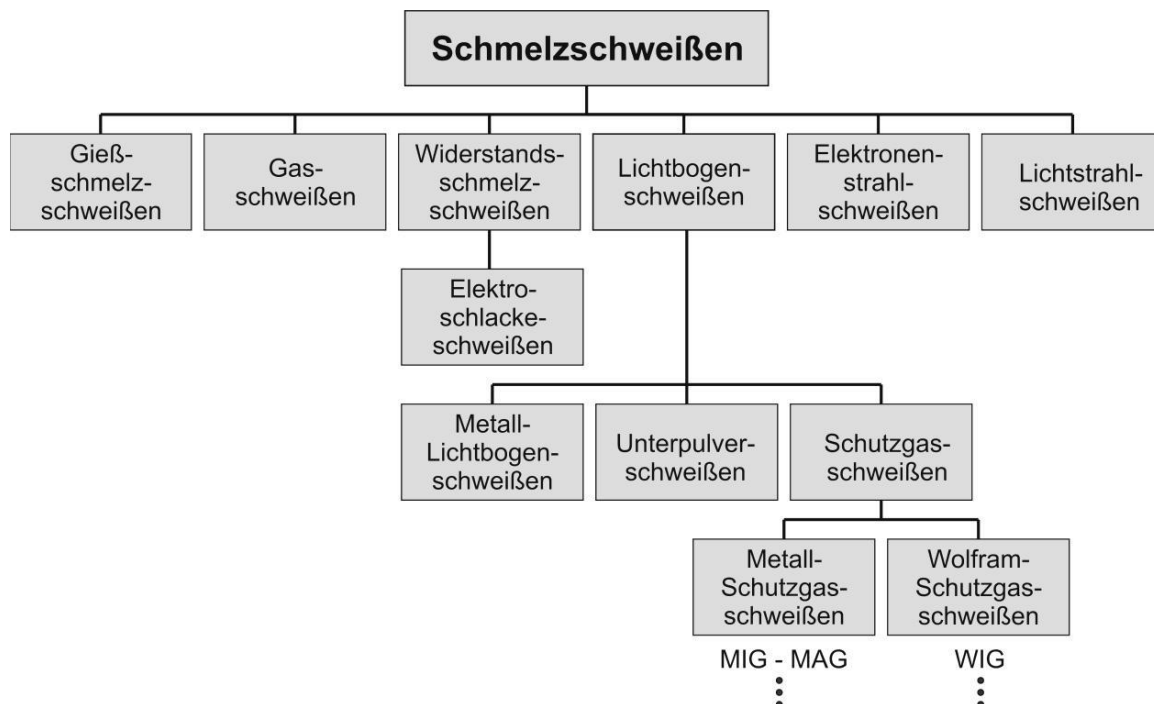 Schmelzschweißen
Gieß-
schmelz-
schweißen
Gas-
schweißen
Widerstands-
schmelz-
schweißen
Lichtbogen-
schweißen
Elektronen-
strahl-
schweißen
Lichtstrahl-
schweißen
Elektro-
schlacke-
schweißen
Metall-
Lichtbogen-
schweißen
Unterpulver-
schweißen
Schutzgas-
schweißen
Metall-
Schutzgas-
schweißen
Wolfram-
Schutzgas-
schweißen
MIG - MAG
WIG